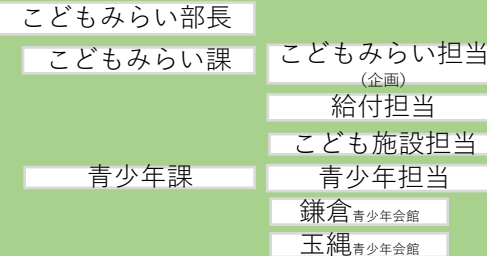 こどもみらい部長
こどもみらい課 こどもみらい担当
(企画)
給付担当
こども施設担当
青少年課 青少年担当
鎌倉青少年会館
玉縄青少年会館